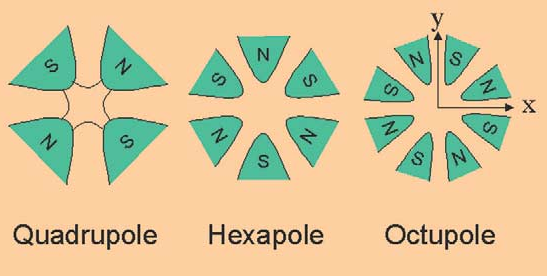 S N
N S
Quadrupole
N
S S
N N
S
Hexapole
y
N S
S N
x
N S
S N
Octupole